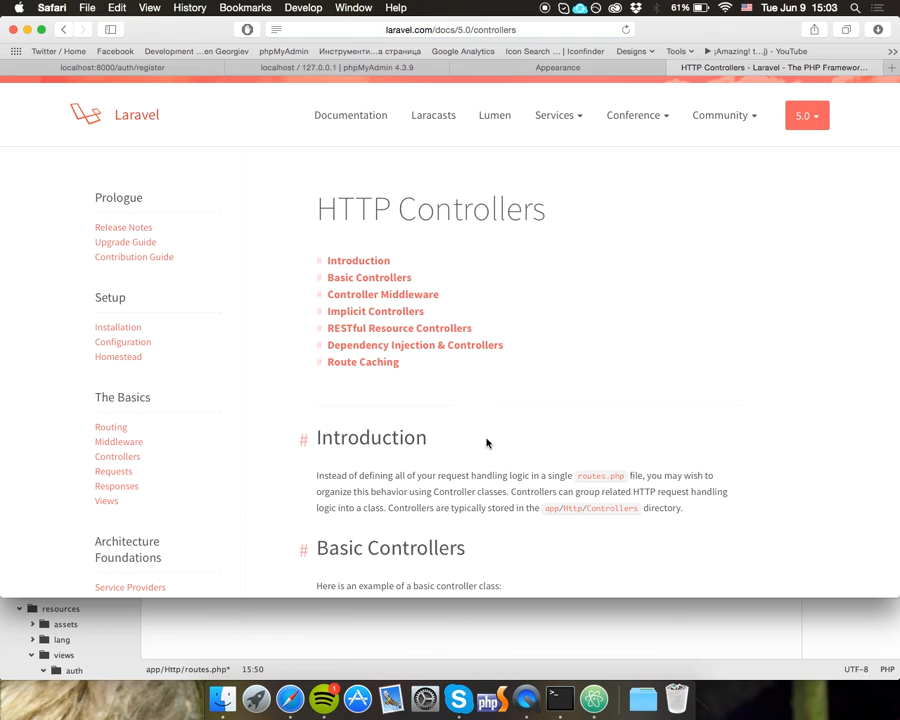 Safari File Edit View History Bookmarks Develop Window Help 61% Tue Jun 9 15:03
laravel.com/docs/5.0/controllers
Twitter / Home Facebook Development ...en Georgiev phpMyAdmin Инструменти...а страница Google Analytics Icon Search ... | Iconfinder Designs Tools ► ¡Amazing! t...j) - YouTube >>
localhost:8000/auth/register localhost / 127.0.0.1 | phpMyAdmin 4.3.9 Appearance HTTP Controllers - Laravel - The PHP Framewor... +
Laravel Documentation Laracasts Lumen Services Conference Community 5.0
Prologue
Release Notes
Upgrade Guide
Contribution Guide
Setup
Installation
Configuration
Homestead
The Basics
Routing
Middleware
Controllers
Requests
Responses
Views
Architecture
Foundations
Service Providers
HTTP Controllers
# Introduction
# Basic Controllers
# Controller Middleware
# Implicit Controllers
# RESTful Resource Controllers
# Dependency Injection & Controllers
# Route Caching
# Introduction
Instead of defining all of your request handling logic in a single routes.php file, you may wish to
organize this behavior using Controller classes. Controllers can group related HTTP request handling
logic into a class. Controllers are typically stored in the app/Http/Controllers directory.
# Basic Controllers
Here is an example of a basic controller class:
resources
assets
lang
views
auth
app/Http/routes.php* 15:50 UTF-8 PHP
1
php